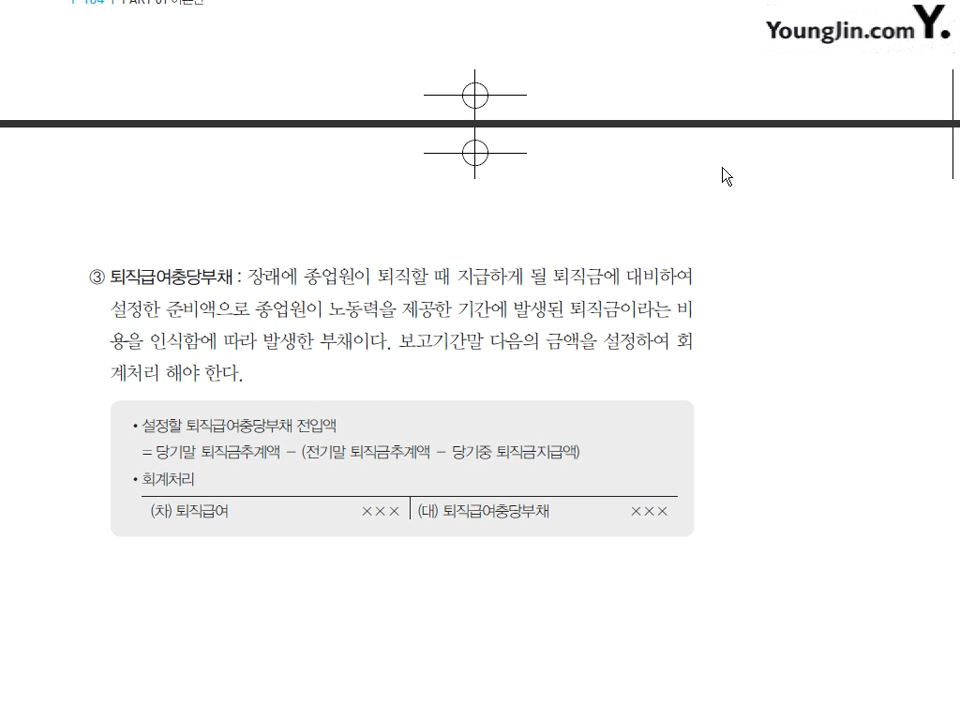 YoungJin.com Y.
③ 퇴직급여충당부채 : 장래에 종업원이 퇴직할 때 지급하게 될 퇴직금에 대비하여
설정한 준비액으로 종업원이 노동력을 제공한 기간에 발생된 퇴직금이라는 비
용을 인식함에 따라 발생한 부채이다. 보고기간말 다음의 금액을 설정하여 회
계처리 해야 한다.
• 설정할 퇴직급여충당부채 전입액
= 당기말 퇴직금추계액 - (전기말 퇴직금추계액 - 당기중 퇴직금지급액)
• 회계처리
(차) 퇴직급여 ××× (대) 퇴직급여충당부채 ×××